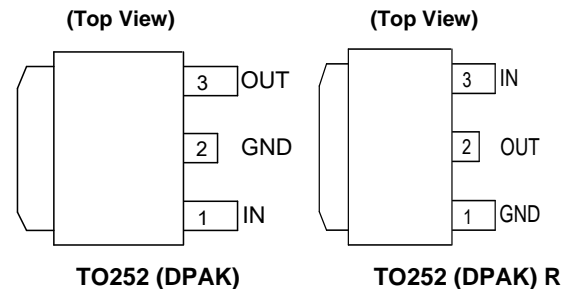 (Top View) (Top View)
3 OUT 3 IN
2 GND 2 OUT
1 IN 1 GND
TO252 (DPAK) TO252 (DPAK) R